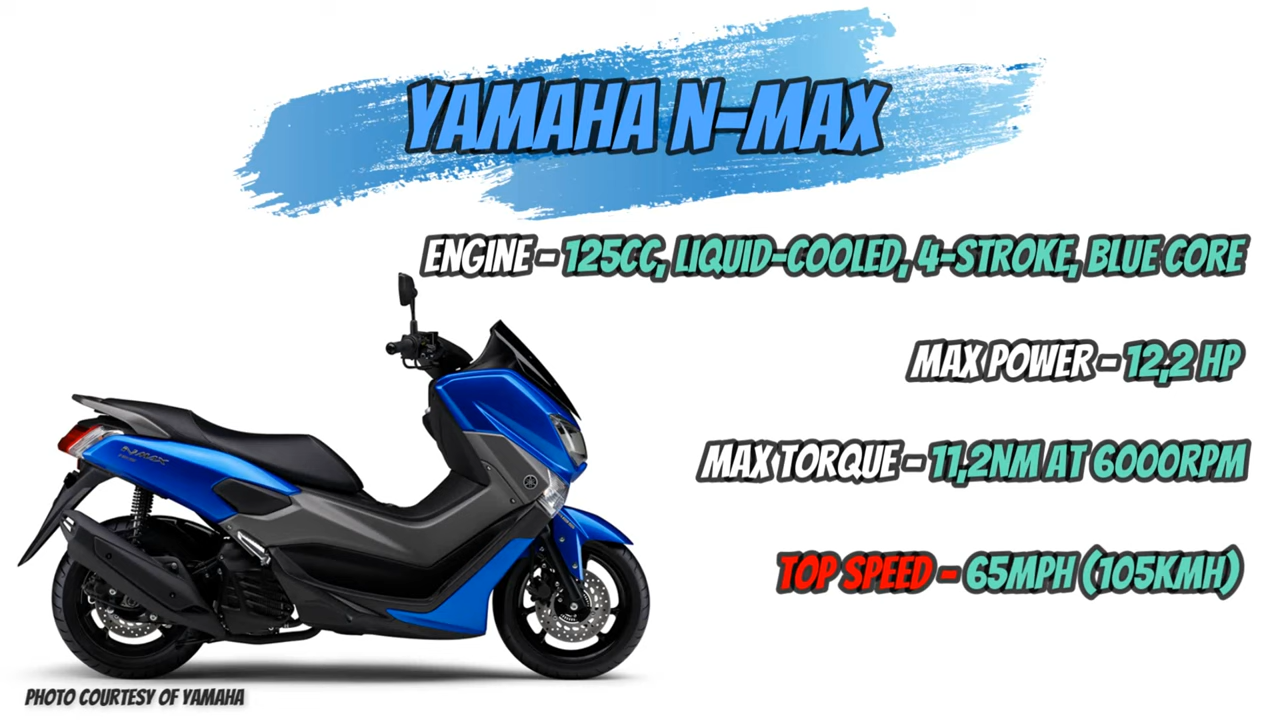 YAMAHA N-MAX
ENGINE - 125CC, LIQUID-COOLED, 4-STROKE, BLUE CORE
MAX POWER - 12,2 HP
MAX TORQUE - 11,2NM AT 6000RPM
N-MAX
TOP SPEED - 65MPH (105KMH)
PHOTO COURTESY OF YAMAHA